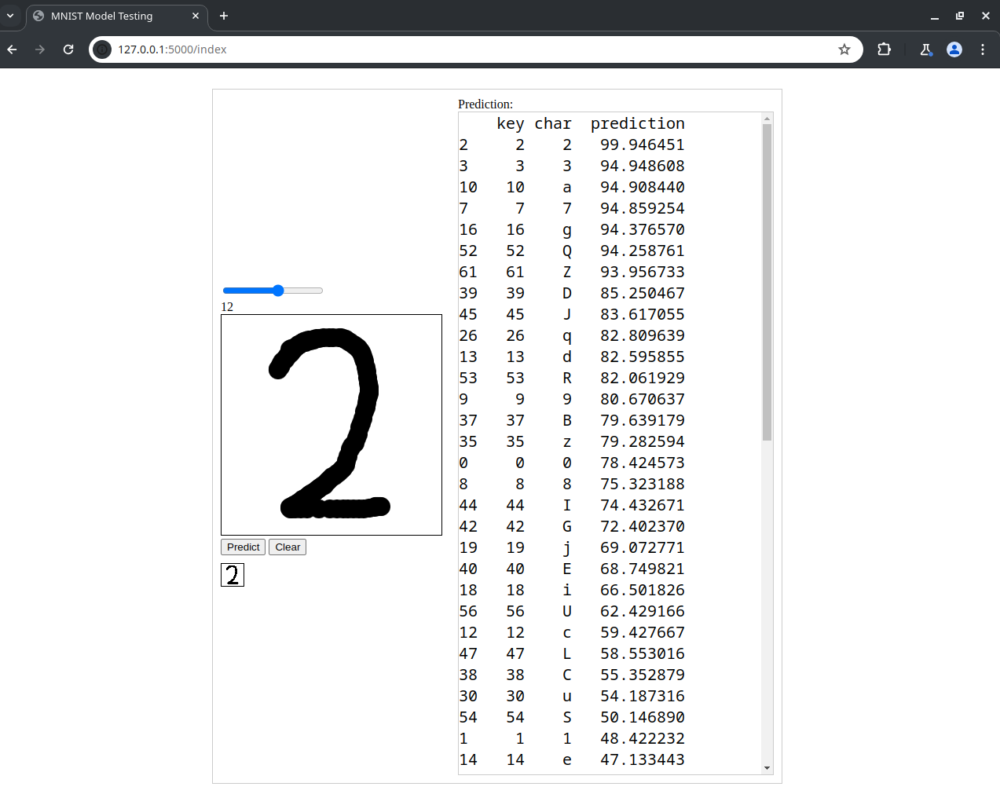 MNIST Model Testing
127.0.0.1:5000/index
Prediction:
key char prediction
2 2 2 99.946451
3 3 3 94.948608
10 10 a 94.908440
7 7 7 94.859254
16 16 g 94.376570
52 52 Q 94.258761
61 61 Z 93.956733
39 39 D 85.250467
45 45 J 83.617055
26 26 q 82.809639
13 13 d 82.595855
53 53 R 82.061929
9 9 9 80.670637
37 37 B 79.639179
35 35 z 79.282594
0 0 0 78.424573
8 8 8 75.323188
44 44 I 74.432671
42 42 G 72.402370
19 19 j 69.072771
40 40 E 68.749821
18 18 i 66.501826
56 56 U 62.429166
12 12 c 59.427667
47 47 L 58.553016
38 38 C 55.352879
30 30 u 54.187316
54 54 S 50.146890
1 1 1 48.422232
14 14 e 47.133443
12
2
Predict Clear
2